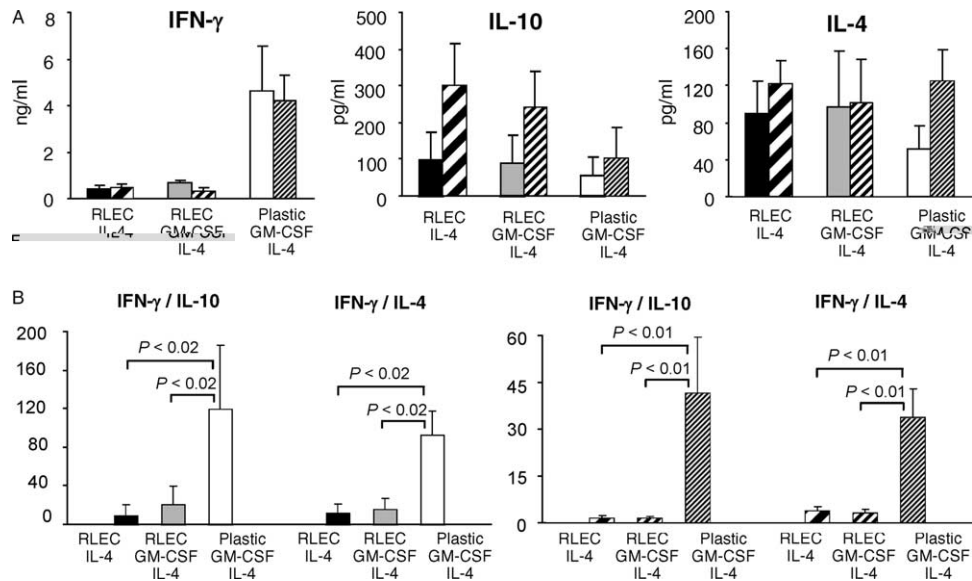 A
IFN-γ
IL-10
IL-4
ng/ml
8
6
4
2
0
RLEC
IL-4
RLEC
GM-CSF
IL-4
Plastic
GM-CSF
IL-4
pg/ml
500
400
300
200
100
0
RLEC
IL-4
RLEC
GM-CSF
IL-4
Plastic
GM-CSF
IL-4
pg/ml
200
160
120
80
40
0
RLEC
IL-4
RLEC
GM-CSF
IL-4
Plastic
GM-CSF
IL-4
B
IFN-γ / IL-10
IFN-γ / IL-4
200
160
120
80
40
0
P < 0.02
P < 0.02
P < 0.02
P < 0.02
RLEC
IL-4
RLEC
GM-CSF
IL-4
Plastic
GM-CSF
IL-4
RLEC
IL-4
RLEC
GM-CSF
IL-4
Plastic
GM-CSF
IL-4
IFN-γ / IL-10
IFN-γ / IL-4
60
45
30
15
0
P < 0.01
P < 0.01
P < 0.01
P < 0.01
RLEC
IL-4
RLEC
GM-CSF
IL-4
Plastic
GM-CSF
IL-4
RLEC
IL-4
RLEC
GM-CSF
IL-4
Plastic
GM-CSF
IL-4